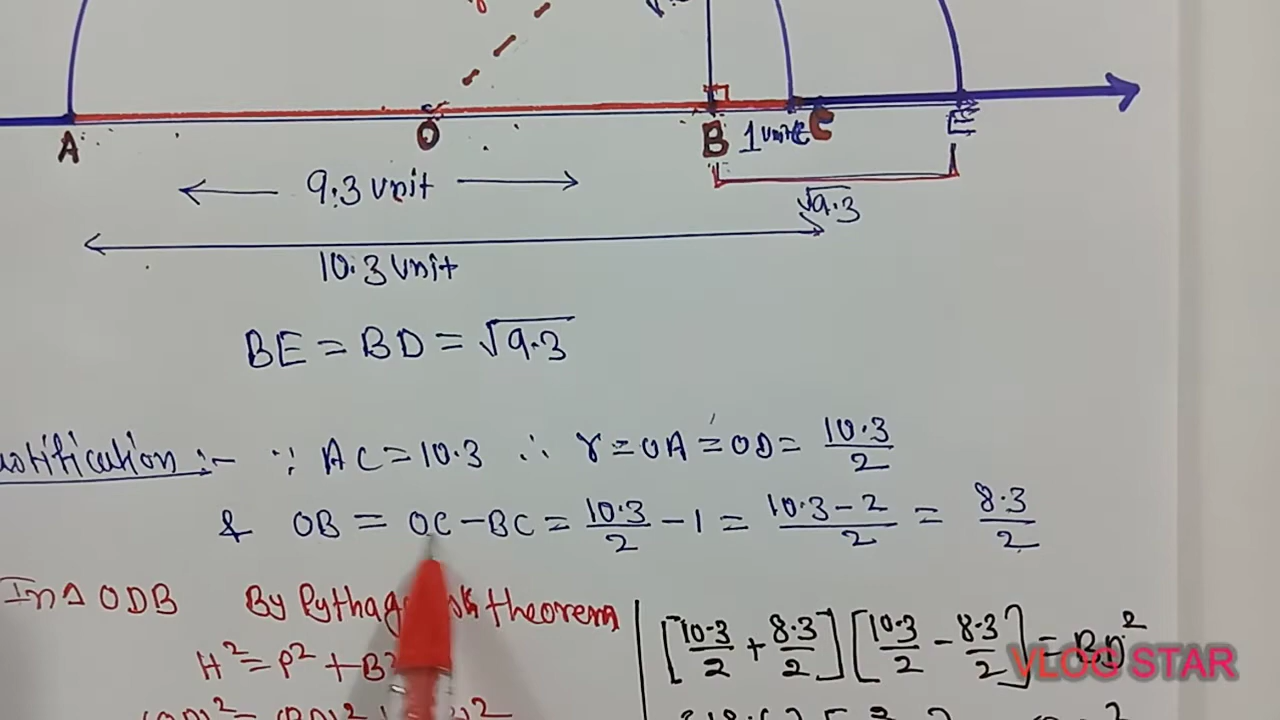 A O B 1 unit C E
9.3 unit
√9.3
10.3 unit
BE = BD = √9.3
∵ AC = 10.3 ∴ r = OA = OD = 10.3/2
& OB = OC - BC = 10.3/2 - 1 = 10.3 - 2/2 = 8.3/2
In Δ ODB By theorem
H² = P² +
[10.3/2 + 8.3/2] [10.3/2 - 8.3/2] = BD²
VLOG STAR